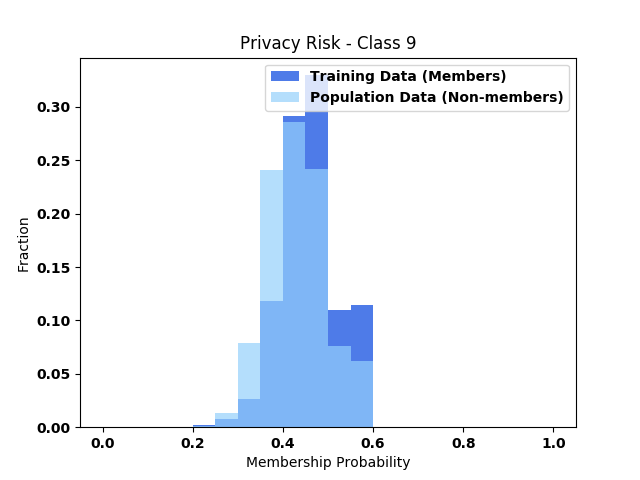 Privacy Risk - Class 9
Training Data (Members)
Population Data (Non-members)
0.30
0.25
0.20
0.15
0.10
0.05
0.00
Fraction
0.0 0.2 0.4 0.6 0.8 1.0
Membership Probability